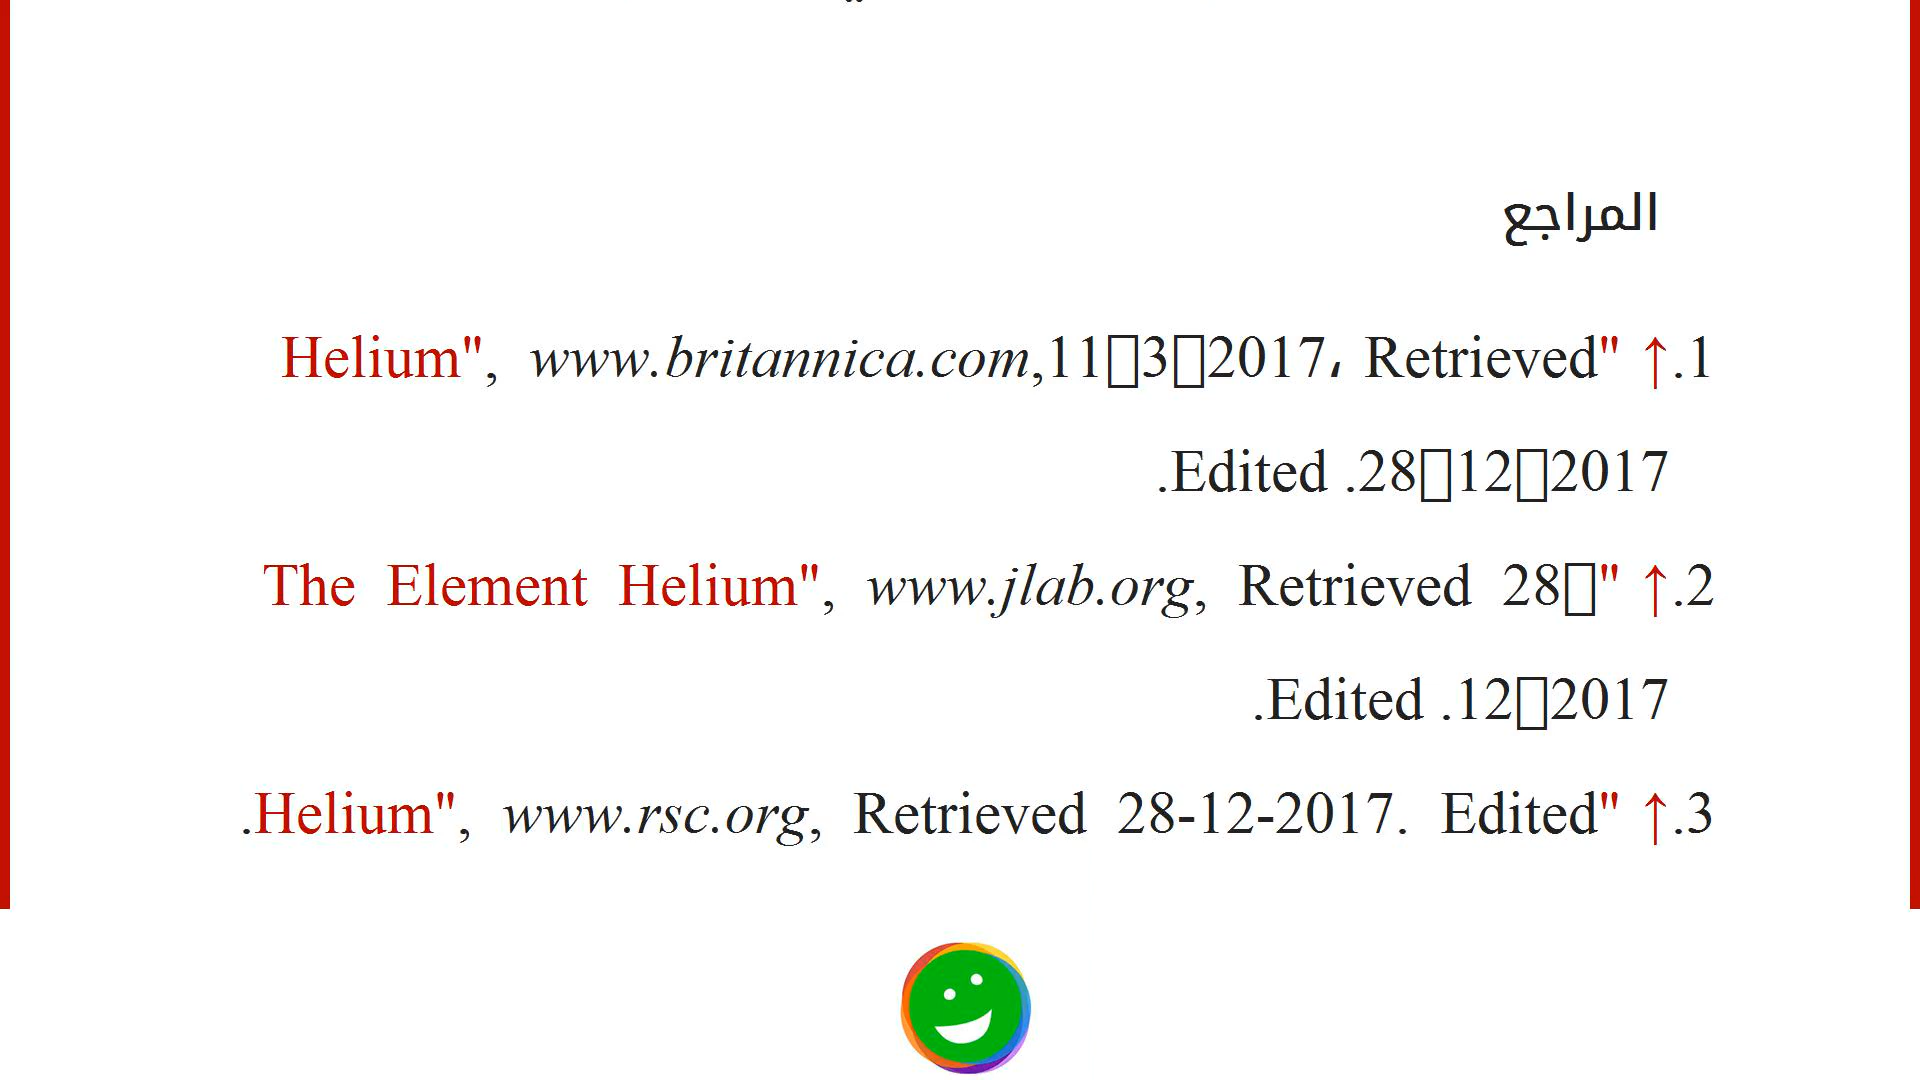 المراجع
1. ↑ "Helium", www.britannica.com,11▯3▯2017، Retrieved
28▯12▯2017. Edited.
2. ↑ "The Element Helium", www.jlab.org, Retrieved 28▯
12▯2017. Edited.
3. ↑ "Helium", www.rsc.org, Retrieved 28-12-2017. Edited.